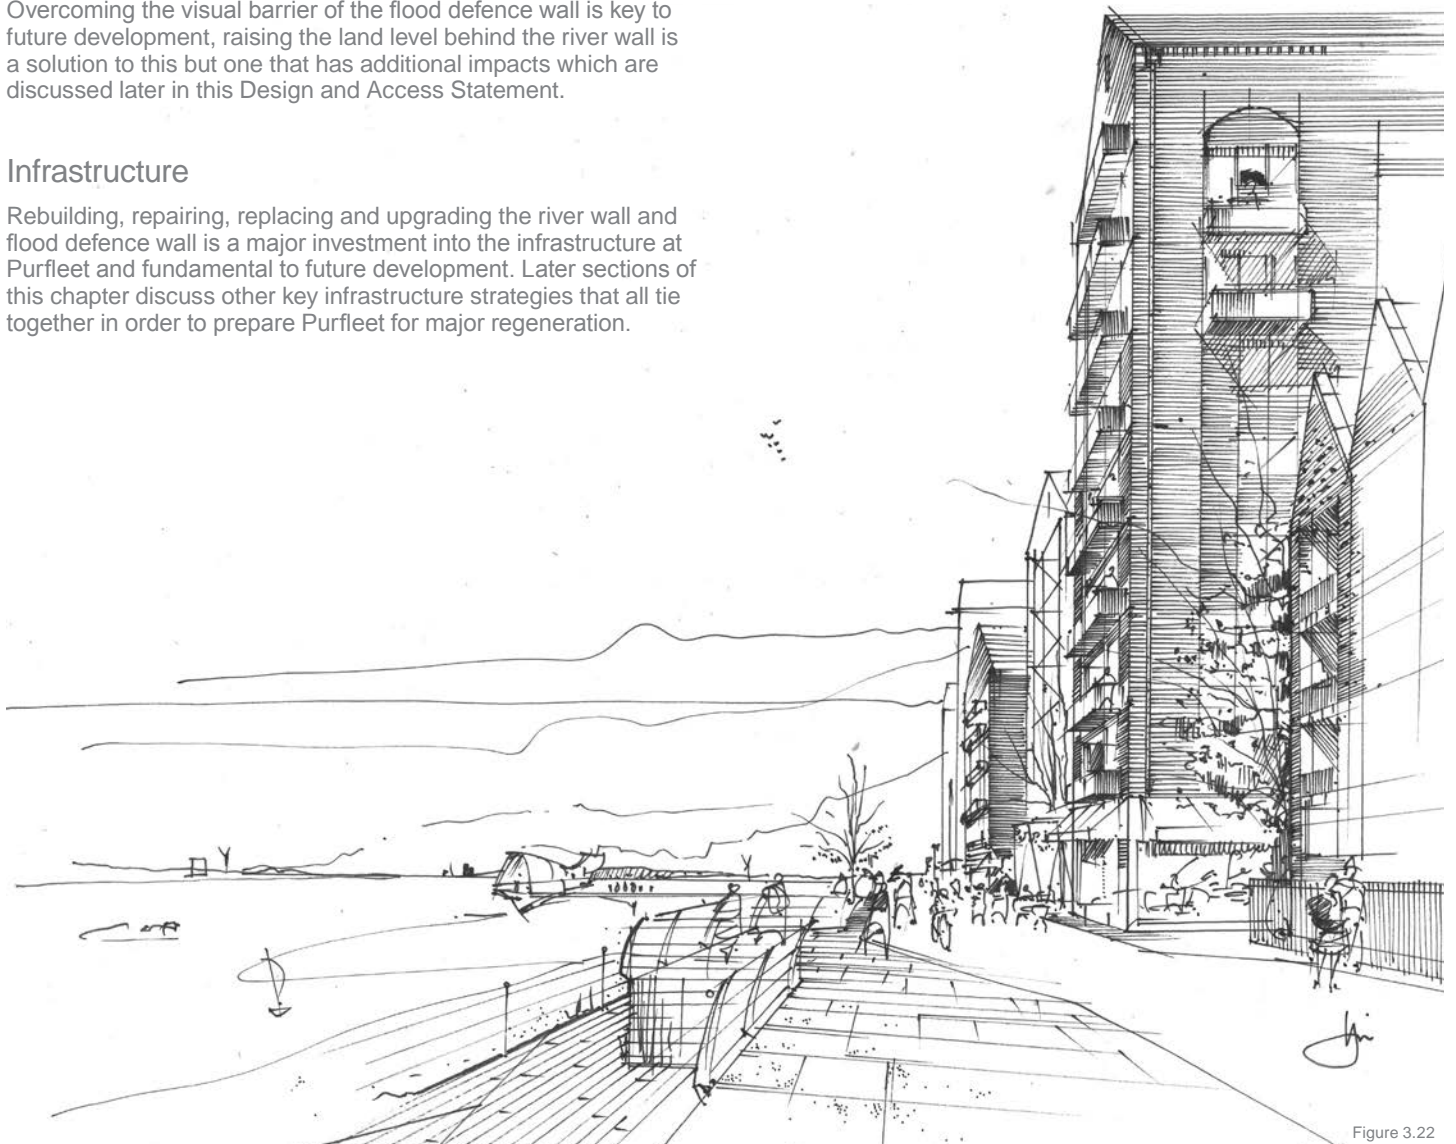 Overcoming the visual barrier of the flood defence wall is key to
future development, raising the land level behind the river wall is
a solution to this but one that has additional impacts which are
discussed later in this Design and Access Statement.
Infrastructure
Rebuilding, repairing, replacing and upgrading the river wall and
flood defence wall is a major investment into the infrastructure at
Purfleet and fundamental to future development. Later sections of
this chapter discuss other key infrastructure strategies that all tie
together in order to prepare Purfleet for major regeneration.
Figure 3.22